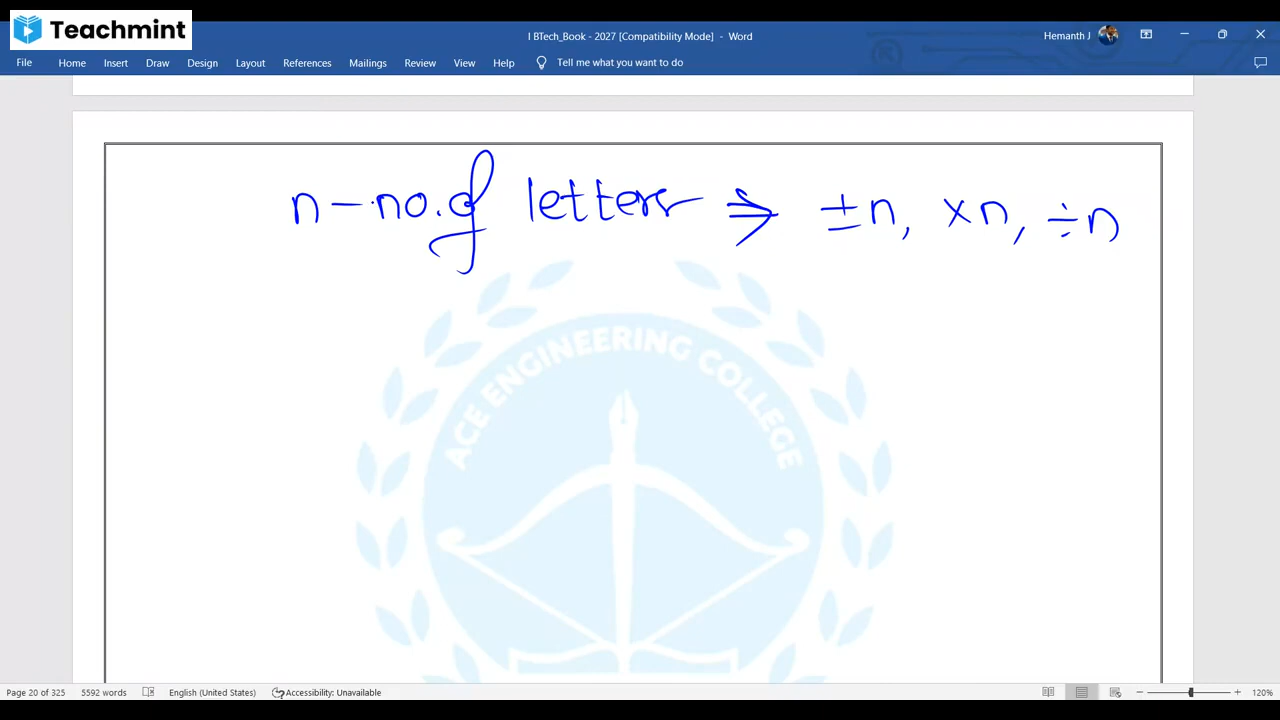 Teachmint
I BTech_Book - 2027 [Compatibility Mode] - Word
Hemanth J
File Home Insert Draw Design Layout References Mailings Review View Help Tell me what you want to do
n - no. of letters ⇒ ±n, ×n, ÷n
ACE ENGINEERING COLLEGE
Page 20 of 325 5592 words English (United States) Accessibility: Unavailable 120%